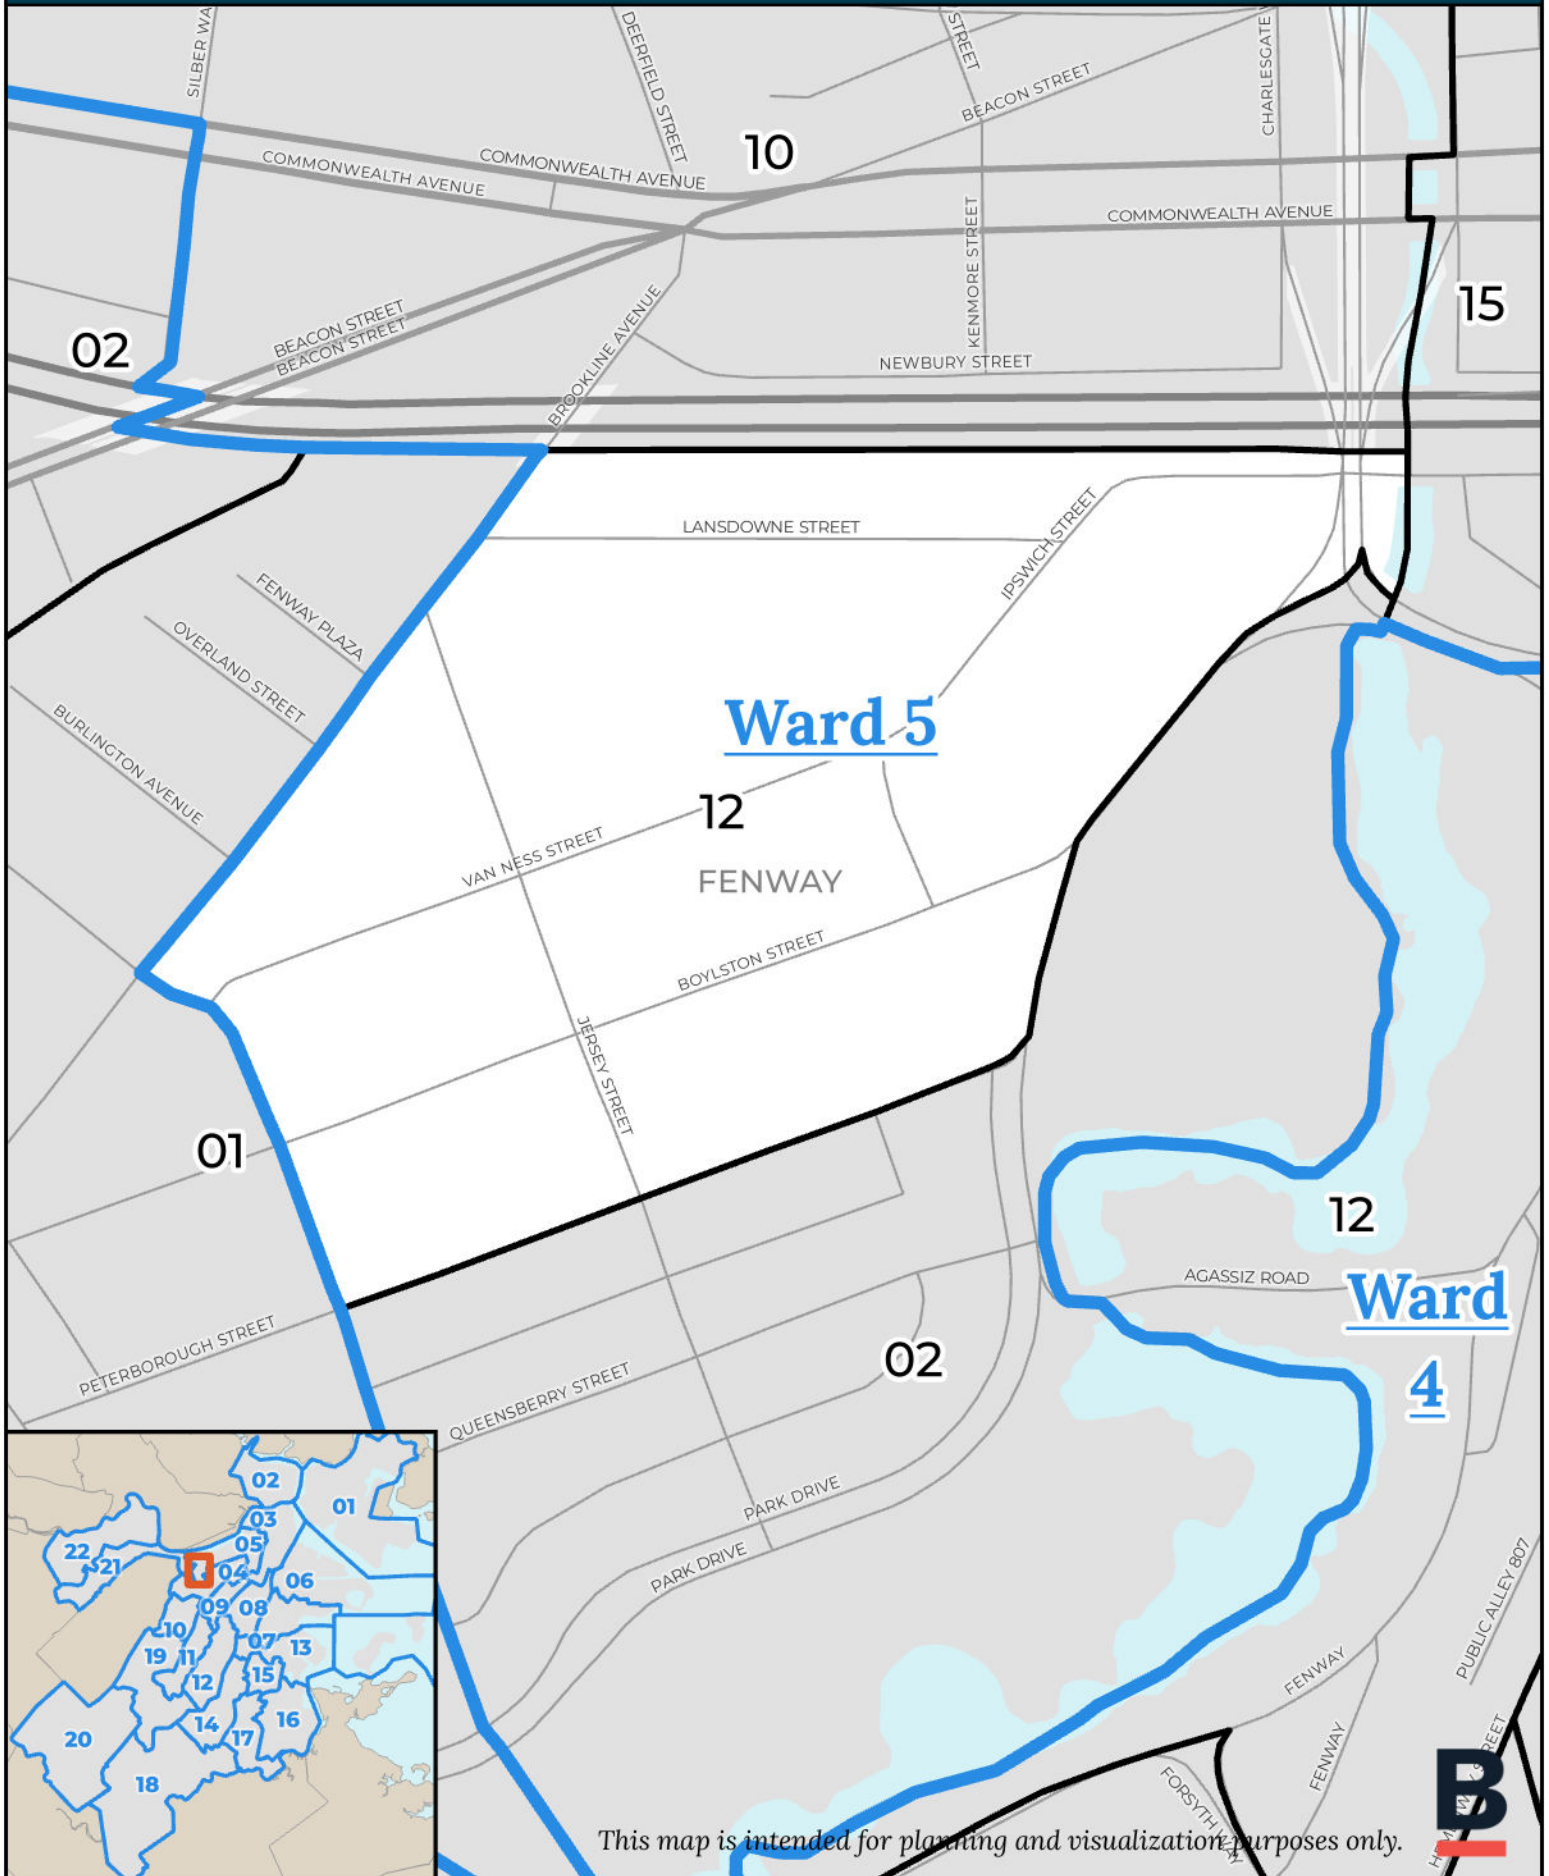 SILBER WA
DEERFIELD STREET
STREET
BEACON STREET
CHARLESGATE
10
COMMONWEALTH AVENUE
COMMONWEALTH AVENUE
COMMONWEALTH AVENUE
KENMORE STREET
15
BEACON STREET
BEACON STREET
02
BROOKLINE AVENUE
NEWBURY STREET
LANSDOWNE STREET
IPSWICH STREET
FENWAY PLAZA
OVERLAND STREET
BURLINGTON AVENUE
Ward 5
12
VAN NESS STREET
FENWAY
BOYLSTON STREET
JERSEY STREET
01
12
AGASSIZ ROAD
Ward
4
PETERBOROUGH STREET
02
QUEENSBERRY STREET
PARK DRIVE
PARK DRIVE
PUBLIC ALLEY 807
FENWAY
FENWAY
FORSYTH WAY
02
01
03
05
22
21
04
06
09
08
10
07
13
19
11
12
15
14
16
17
20
18
This map is intended for planning and visualization purposes only.
B